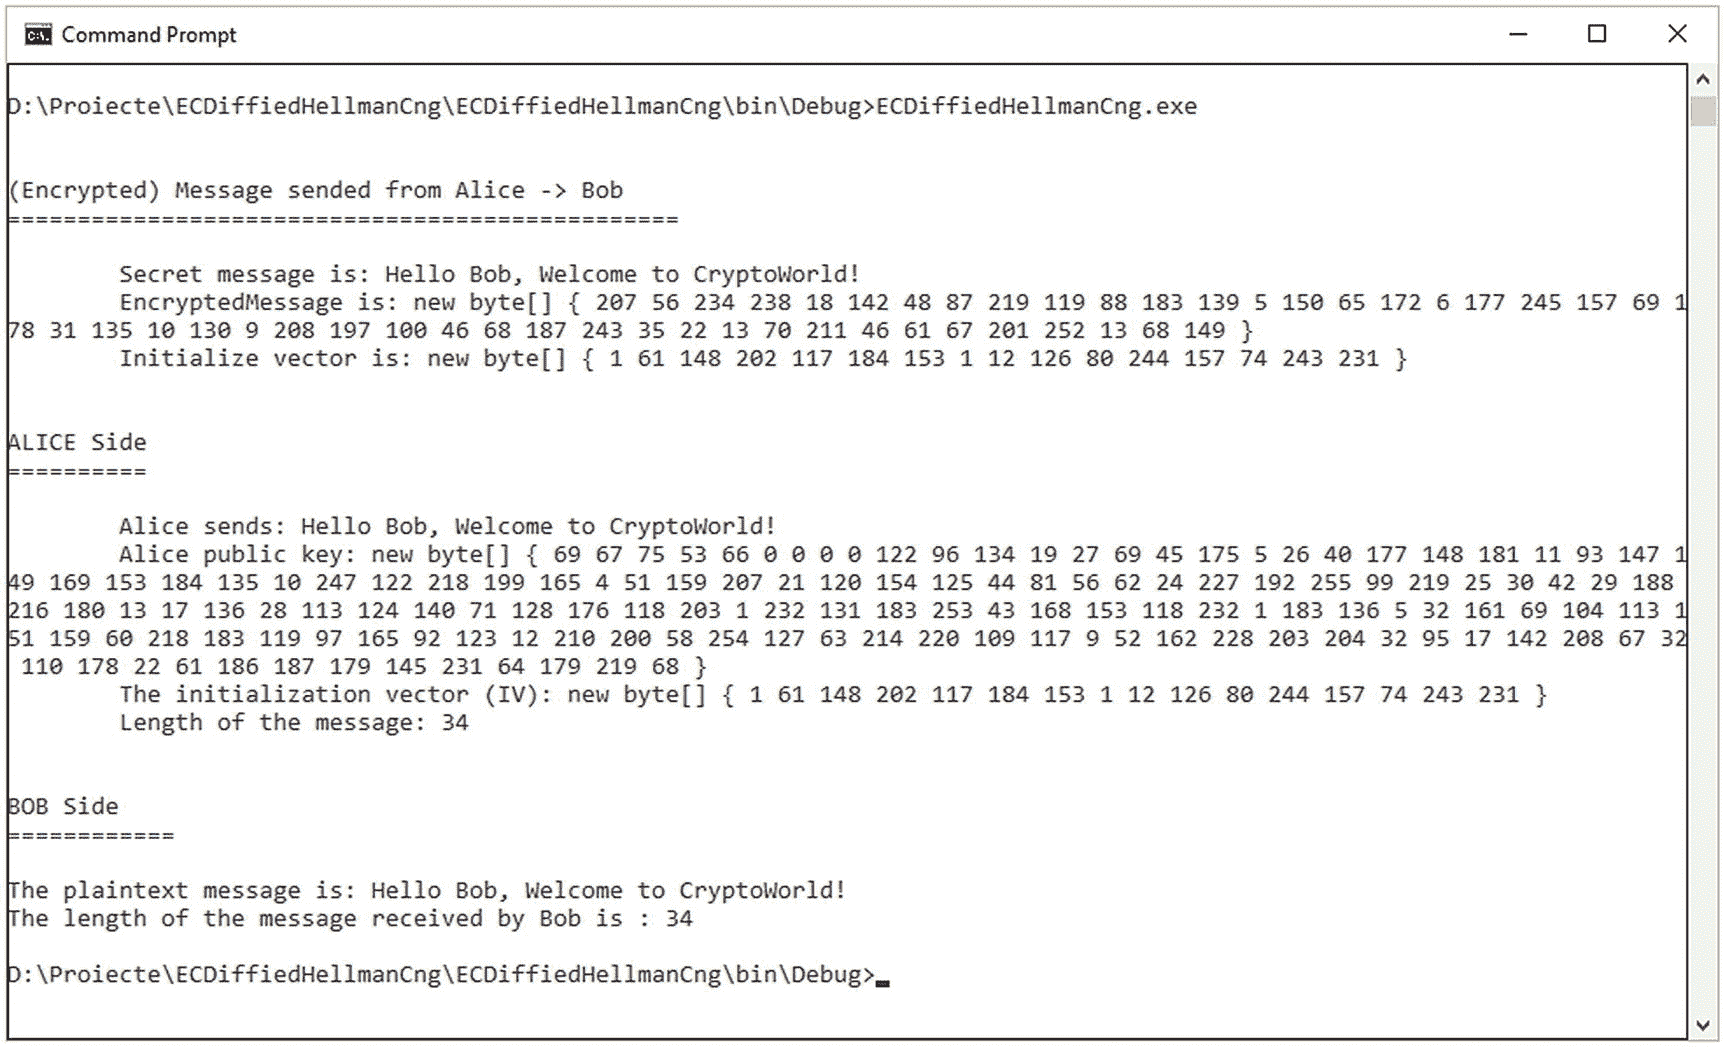 Command Prompt
D:\Proiecte\ECDiffiedHellmanCng\ECDiffiedHellmanCng\bin\Debug>ECDiffiedHellmanCng.exe
(Encrypted) Message sended from Alice -> Bob
================================================
Secret message is: Hello Bob, Welcome to CryptoWorld!
EncryptedMessage is: new byte[] { 207 56 234 238 18 142 48 87 219 119 88 183 139 5 150 65 172 6 177 245 157 69 1
78 31 135 10 130 9 208 197 100 46 68 187 243 35 22 13 70 211 46 61 67 201 252 13 68 149 }
Initialize vector is: new byte[] { 1 61 148 202 117 184 153 1 12 126 80 244 157 74 243 231 }
ALICE Side
==========
Alice sends: Hello Bob, Welcome to CryptoWorld!
Alice public key: new byte[] { 69 67 75 53 66 0 0 0 0 122 96 134 19 27 69 45 175 5 26 40 177 148 181 11 93 147 1
49 169 153 184 135 10 247 122 218 199 165 4 51 159 207 21 120 154 125 44 81 56 62 24 227 192 255 99 219 25 30 42 29 188
216 180 13 17 136 28 113 124 140 71 128 176 118 203 1 232 131 183 253 43 168 153 118 232 1 183 136 5 32 161 69 104 113 1
51 159 60 218 183 119 97 165 92 123 12 210 200 58 254 127 63 214 220 109 117 9 52 162 228 203 204 32 95 17 142 208 67 32
110 178 22 61 186 187 179 145 231 64 179 219 68 }
The initialization vector (IV): new byte[] { 1 61 148 202 117 184 153 1 12 126 80 244 157 74 243 231 }
Length of the message: 34
BOB Side
============
The plaintext message is: Hello Bob, Welcome to CryptoWorld!
The length of the message received by Bob is : 34
D:\Proiecte\ECDiffiedHellmanCng\ECDiffiedHellmanCng\bin\Debug>